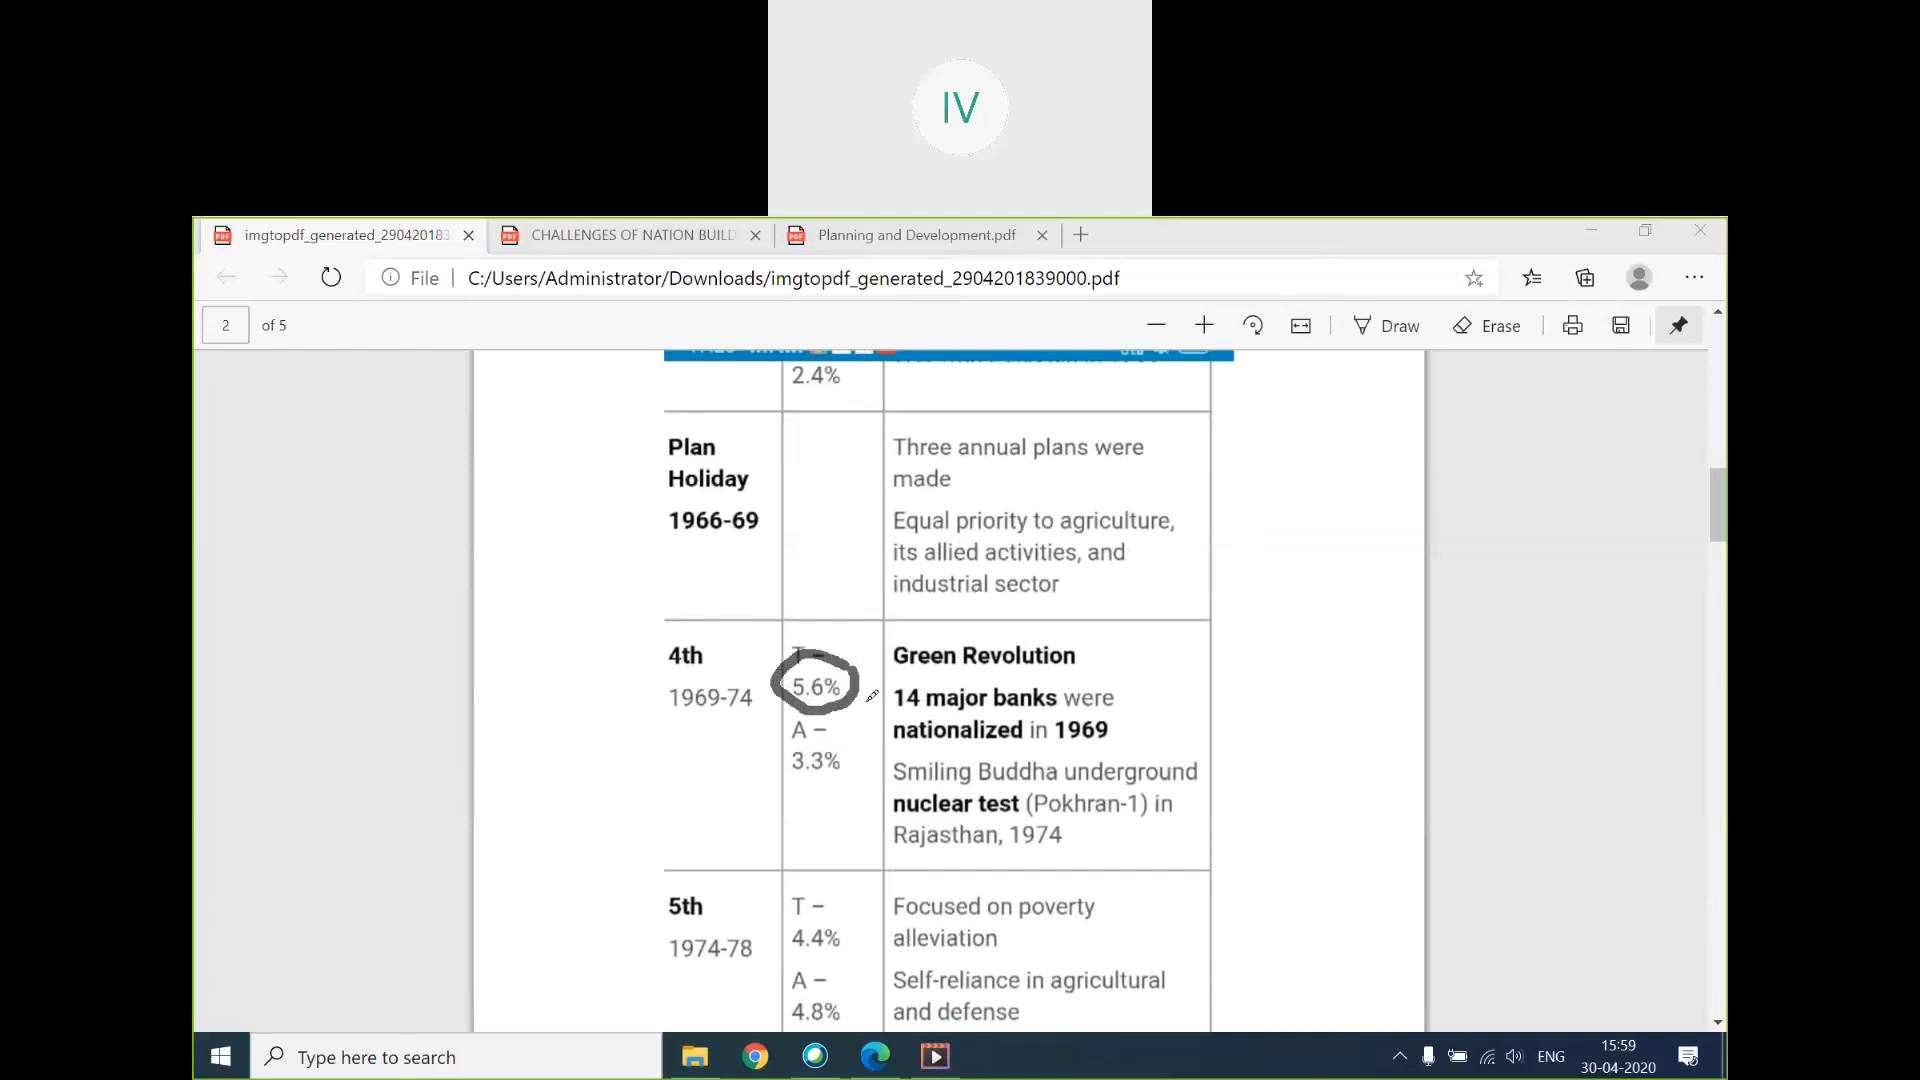 IV
imgtopdf_generated_290420183
CHALLENGES OF NATION BUILD
Planning and Development.pdf
File
C:/Users/Administrator/Downloads/imgtopdf_generated_2904201839000.pdf
2 of 5
Draw
Erase
2.4%
Plan
Holiday
1966-69
Three annual plans were
made
Equal priority to agriculture,
its allied activities, and
industrial sector
4th
1969-74
T –
5.6%
A –
3.3%
Green Revolution
14 major banks were
nationalized in 1969
Smiling Buddha underground
nuclear test (Pokhran-1) in
Rajasthan, 1974
5th
1974-78
T –
4.4%
A –
4.8%
Focused on poverty
alleviation
Self-reliance in agricultural
and defense
Type here to search
ENG
15:59
30-04-2020